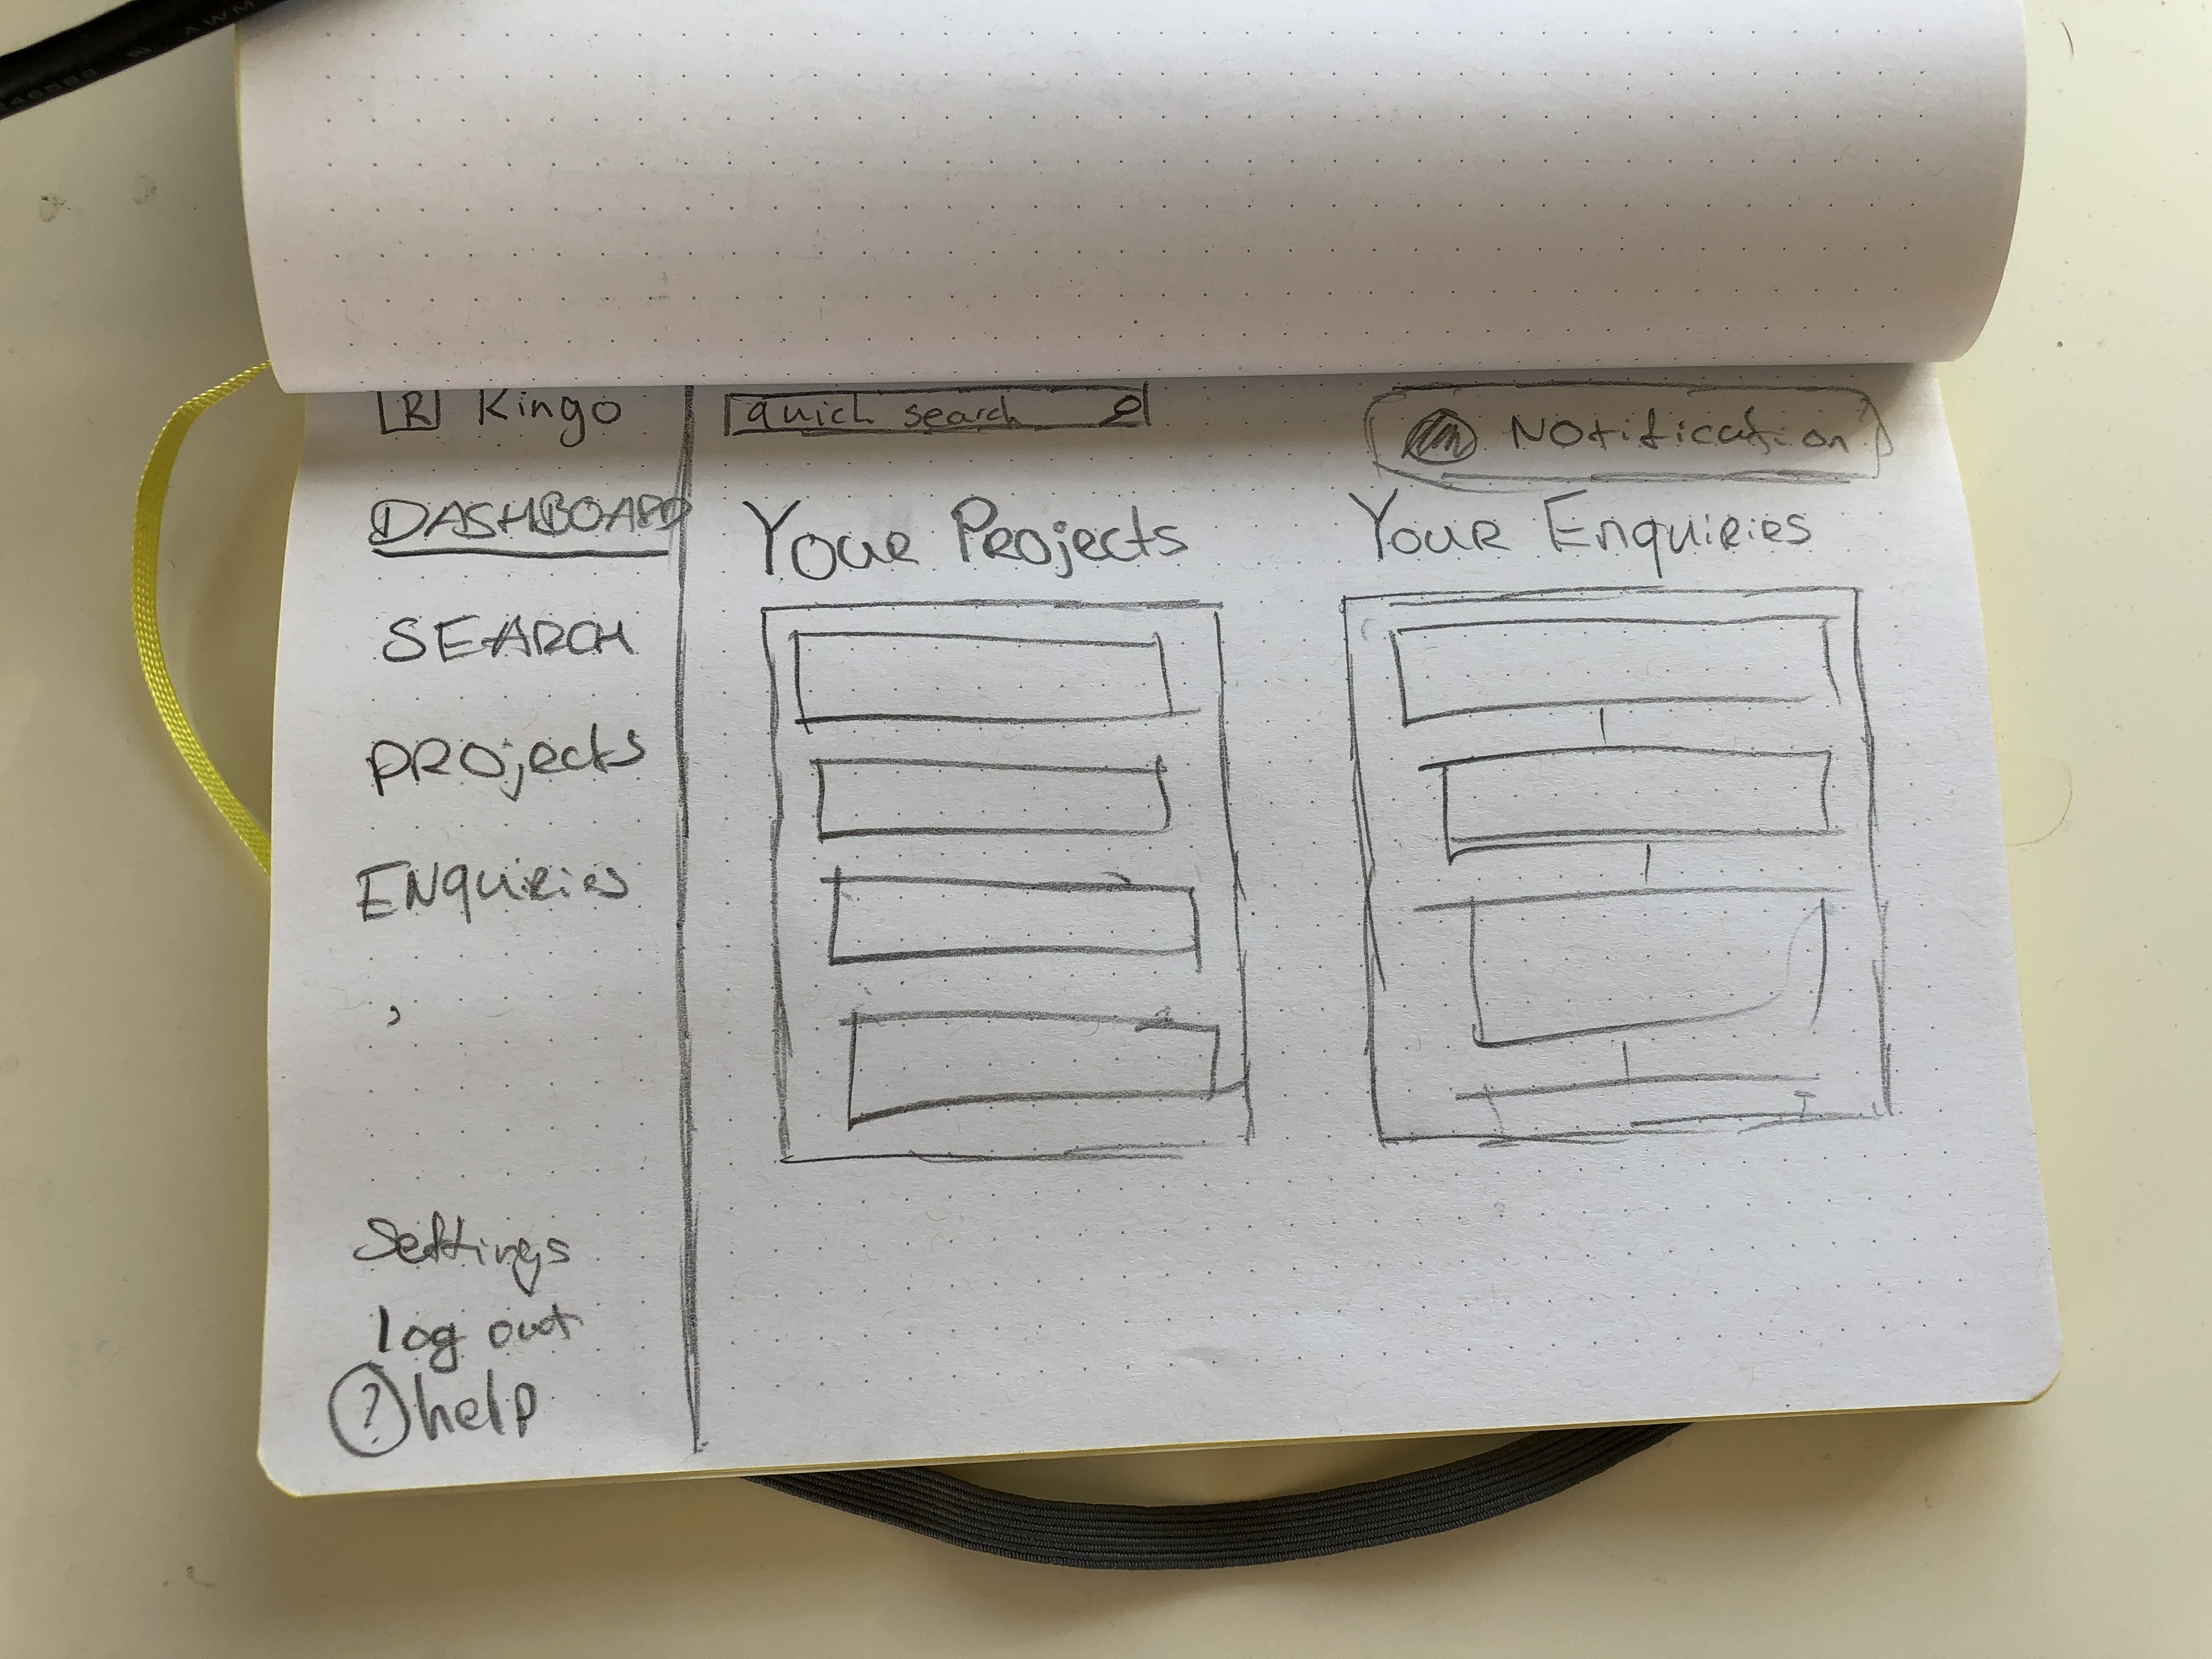 R Kingo
quick search
Notification
DASHBOARD
Your Projects
Your Enquiries
SEARCH
PROjects
ENquiries
Settings
log out
? help